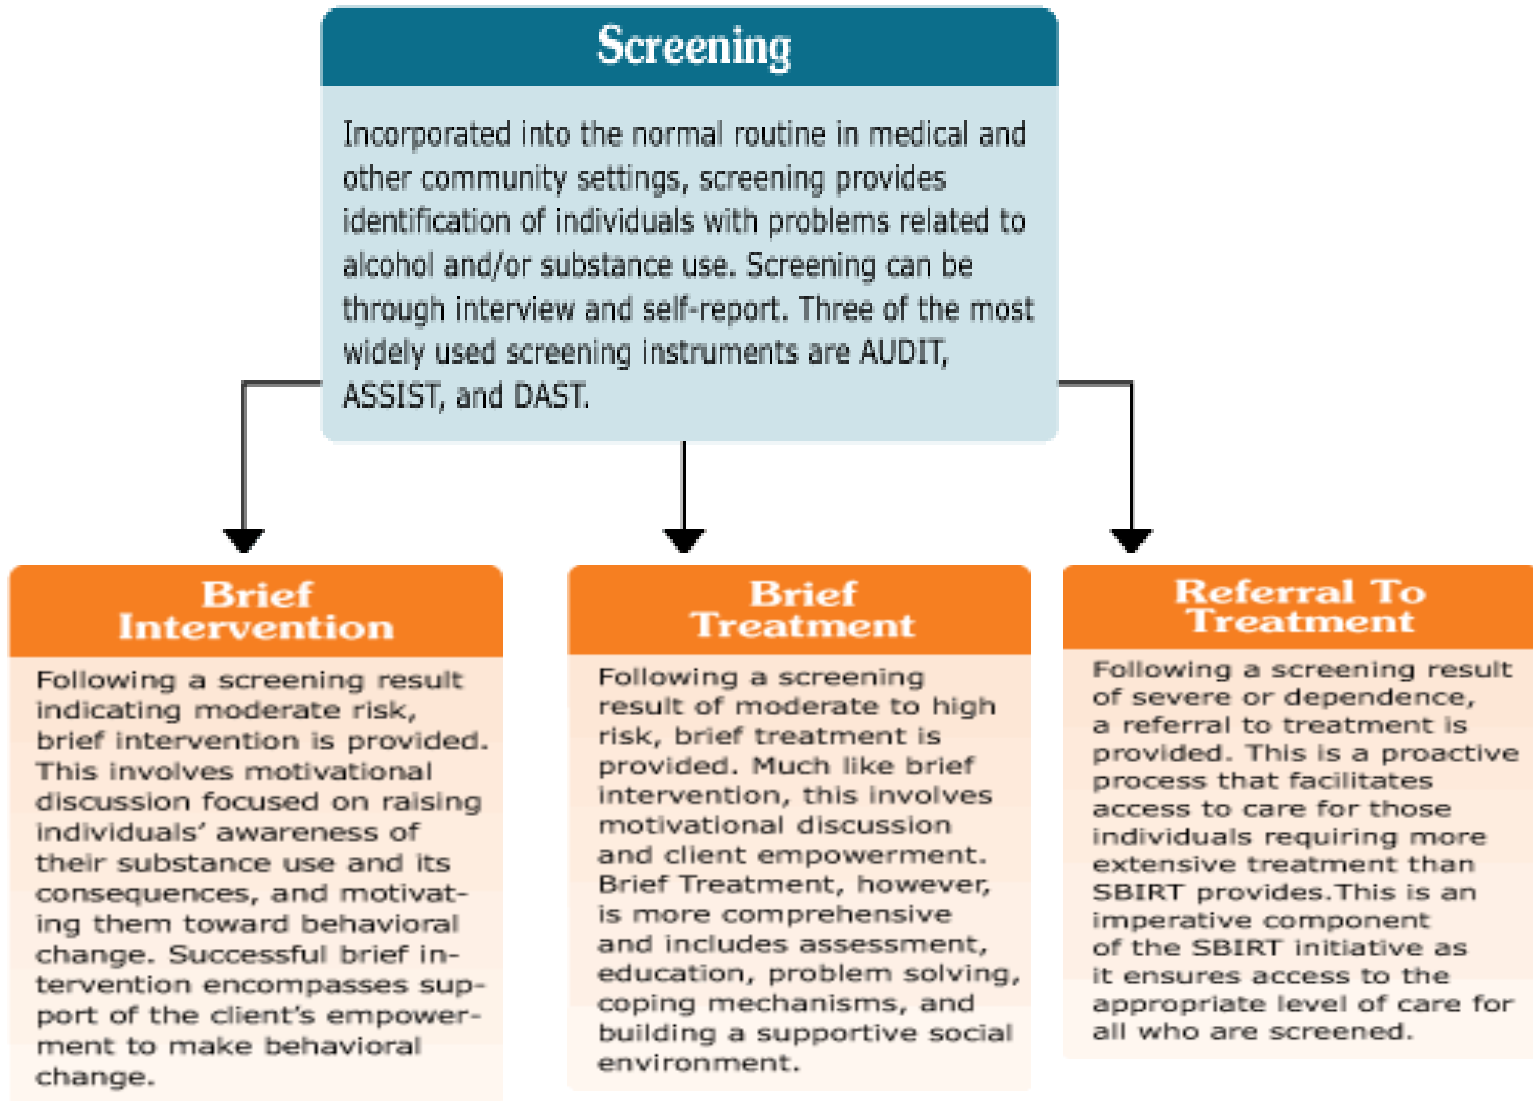 Screening
Incorporated into the normal routine in medical and
other community settings, screening provides
identification of individuals with problems related to
alcohol and/or substance use. Screening can be
through interview and self-report. Three of the most
widely used screening instruments are AUDIT,
ASSIST, and DAST.
Brief
Intervention
Following a screening result
indicating moderate risk,
brief intervention is provided.
This involves motivational
discussion focused on raising
individuals’ awareness of
their substance use and its
consequences, and motivat-
ing them toward behavioral
change. Successful brief in-
tervention encompasses sup-
port of the client’s empower-
ment to make behavioral
change.
Brief
Treatment
Following a screening
result of moderate to high
risk, brief treatment is
provided. Much like brief
intervention, this involves
motivational discussion
and client empowerment.
Brief Treatment, however,
is more comprehensive
and includes assessment,
education, problem solving,
coping mechanisms, and
building a supportive social
environment.
Referral To
Treatment
Following a screening result
of severe or dependence,
a referral to treatment is
provided. This is a proactive
process that facilitates
access to care for those
individuals requiring more
extensive treatment than
SBIRT provides.This is an
imperative component
of the SBIRT initiative as
it ensures access to the
appropriate level of care for
all who are screened.